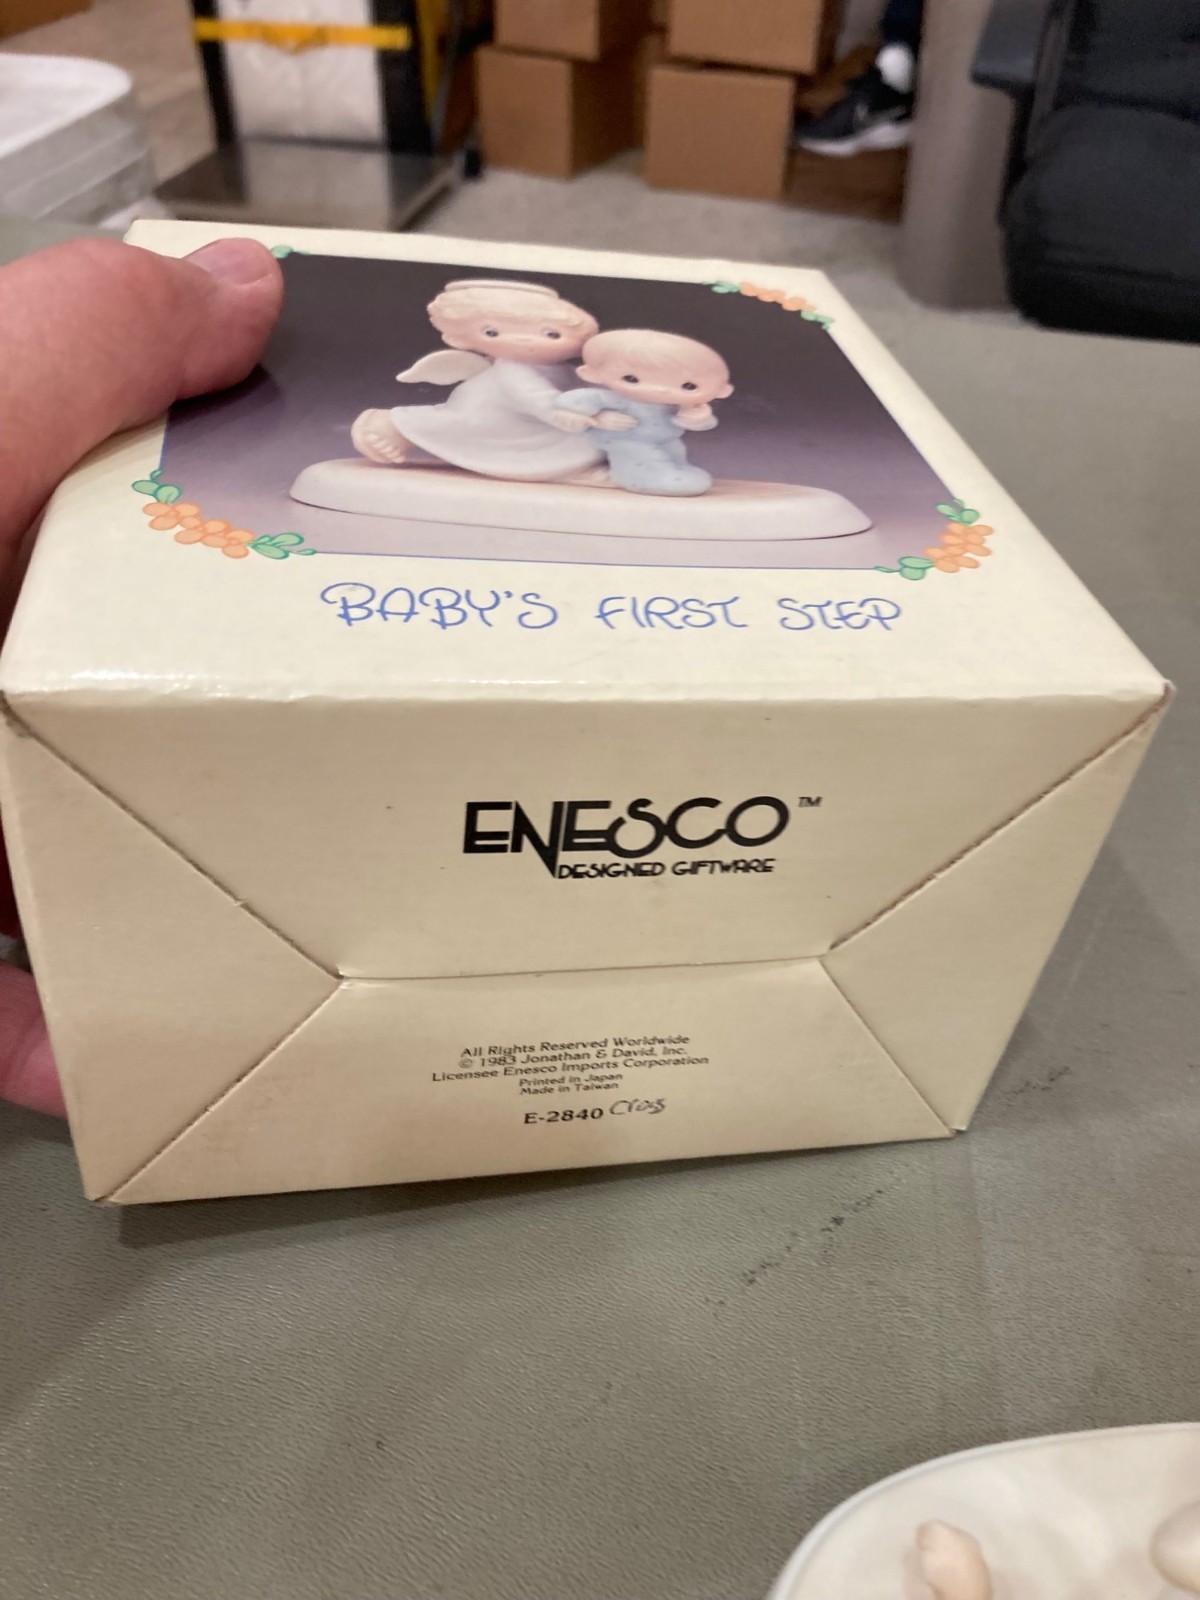 BABY'S FIRST STEP
ENESCO™
DESIGNED GIFTWARE
All Rights Reserved Worldwide
© 1983 Jonathan & David, Inc.
Licensee Enesco Imports Corporation
Printed in Japan
Made in Taiwan
E-2840 Cross